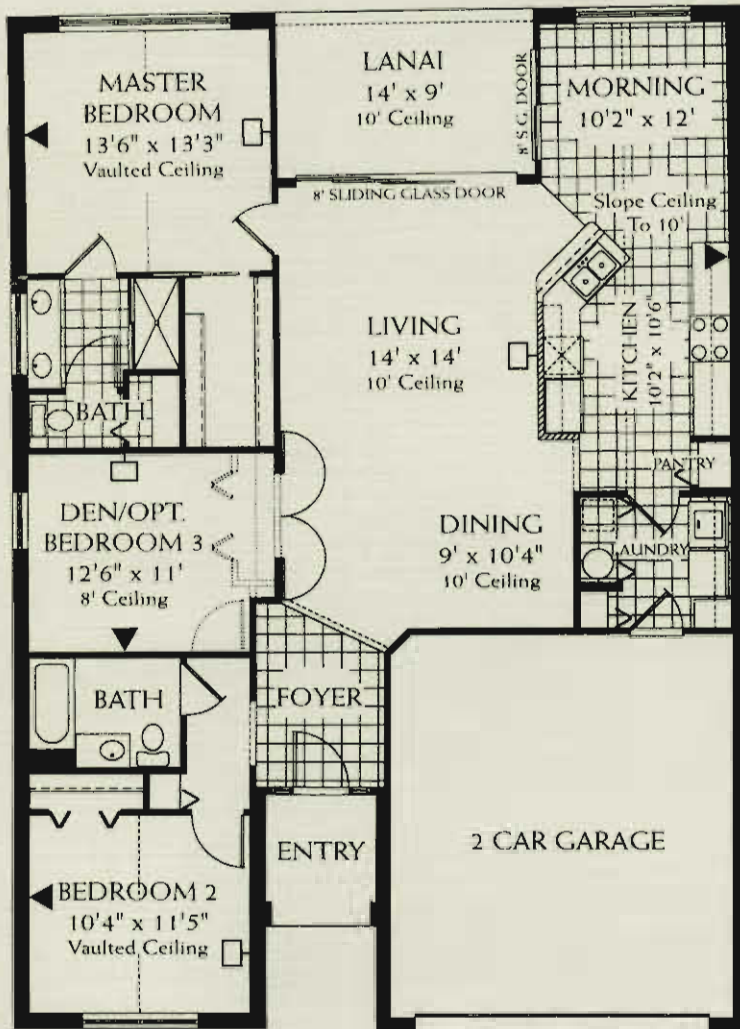 MASTER
BEDROOM
13'6" x 13'3"
Vaulted Ceiling
LANAI
14' x 9'
10' Ceiling
8' S.G. DOOR
MORNING
10'2" x 12'
8' SLIDING GLASS DOOR
Slope Ceiling
To 10'
LIVING
14' x 14'
10' Ceiling
KITCHEN
10'2" x 10'6"
BATH
PANTRY
DEN/OPT.
BEDROOM 3
12'6" x 11'
8' Ceiling
DINING
9' x 10'4"
10' Ceiling
LAUNDRY
BATH
FOYER
ENTRY
2 CAR GARAGE
BEDROOM 2
10'4" x 11'5"
Vaulted Ceiling